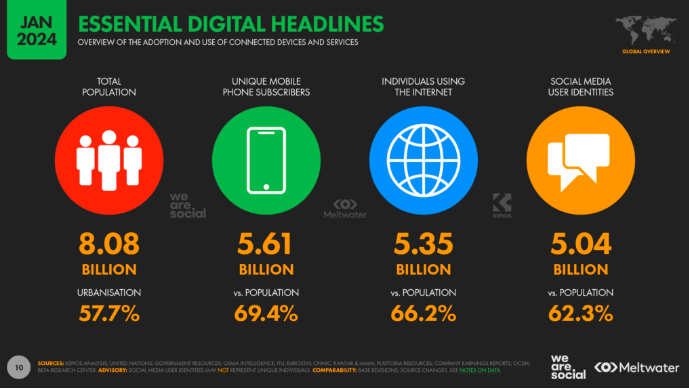 JAN
2024
ESSENTIAL DIGITAL HEADLINES
OVERVIEW OF THE ADOPTION AND USE OF CONNECTED DEVICES AND SERVICES
GLOBAL OVERVIEW
TOTAL
POPULATION
UNIQUE MOBILE
PHONE SUBSCRIBERS
INDIVIDUALS USING
THE INTERNET
SOCIAL MEDIA
USER IDENTITIES
we
are
social
Meltwater
KEPIOS
8.08
BILLION
URBANISATION
57.7%
5.61
BILLION
vs. POPULATION
69.4%
5.35
BILLION
vs. POPULATION
66.2%
5.04
BILLION
vs. POPULATION
62.3%
10
SOURCES: KEPIOS ANALYSIS; UNITED NATIONS; GOVERNMENT RESOURCES; GSMA INTELLIGENCE; ITU; EUROSTAT; CNNIC; KANTAR & IAMAI; PLATFORM RESOURCES; COMPANY EARNINGS REPORTS; OCDH;
BETA RESEARCH CENTER. ADVISORY: SOCIAL MEDIA USER IDENTITIES MAY NOT REPRESENT UNIQUE INDIVIDUALS. COMPARABILITY: BASE REVISIONS; SOURCE CHANGES. SEE NOTES ON DATA.
we
are
social
Meltwater